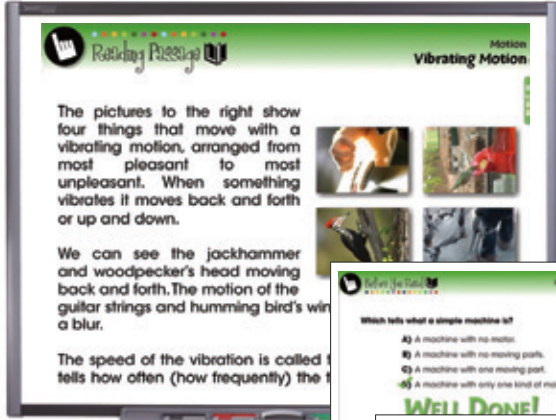 Reading Passage
Motion
Vibrating Motion
The pictures to the right show
four things that move with a
vibrating motion, arranged from
most pleasant to most
unpleasant. When something
vibrates it moves back and forth
or up and down.
We can see the jackhammer
and woodpecker's head moving
back and forth. The motion of the
guitar strings and humming bird's
a blur.
The speed of the vibration is called
tells how often (how frequently) the
Before You Read
Which tells what a simple machine is?
A) A machine with no motor.
B) A machine with no moving parts.
C) A machine with one moving part.
A machine with only one kind of
WELL DONE!